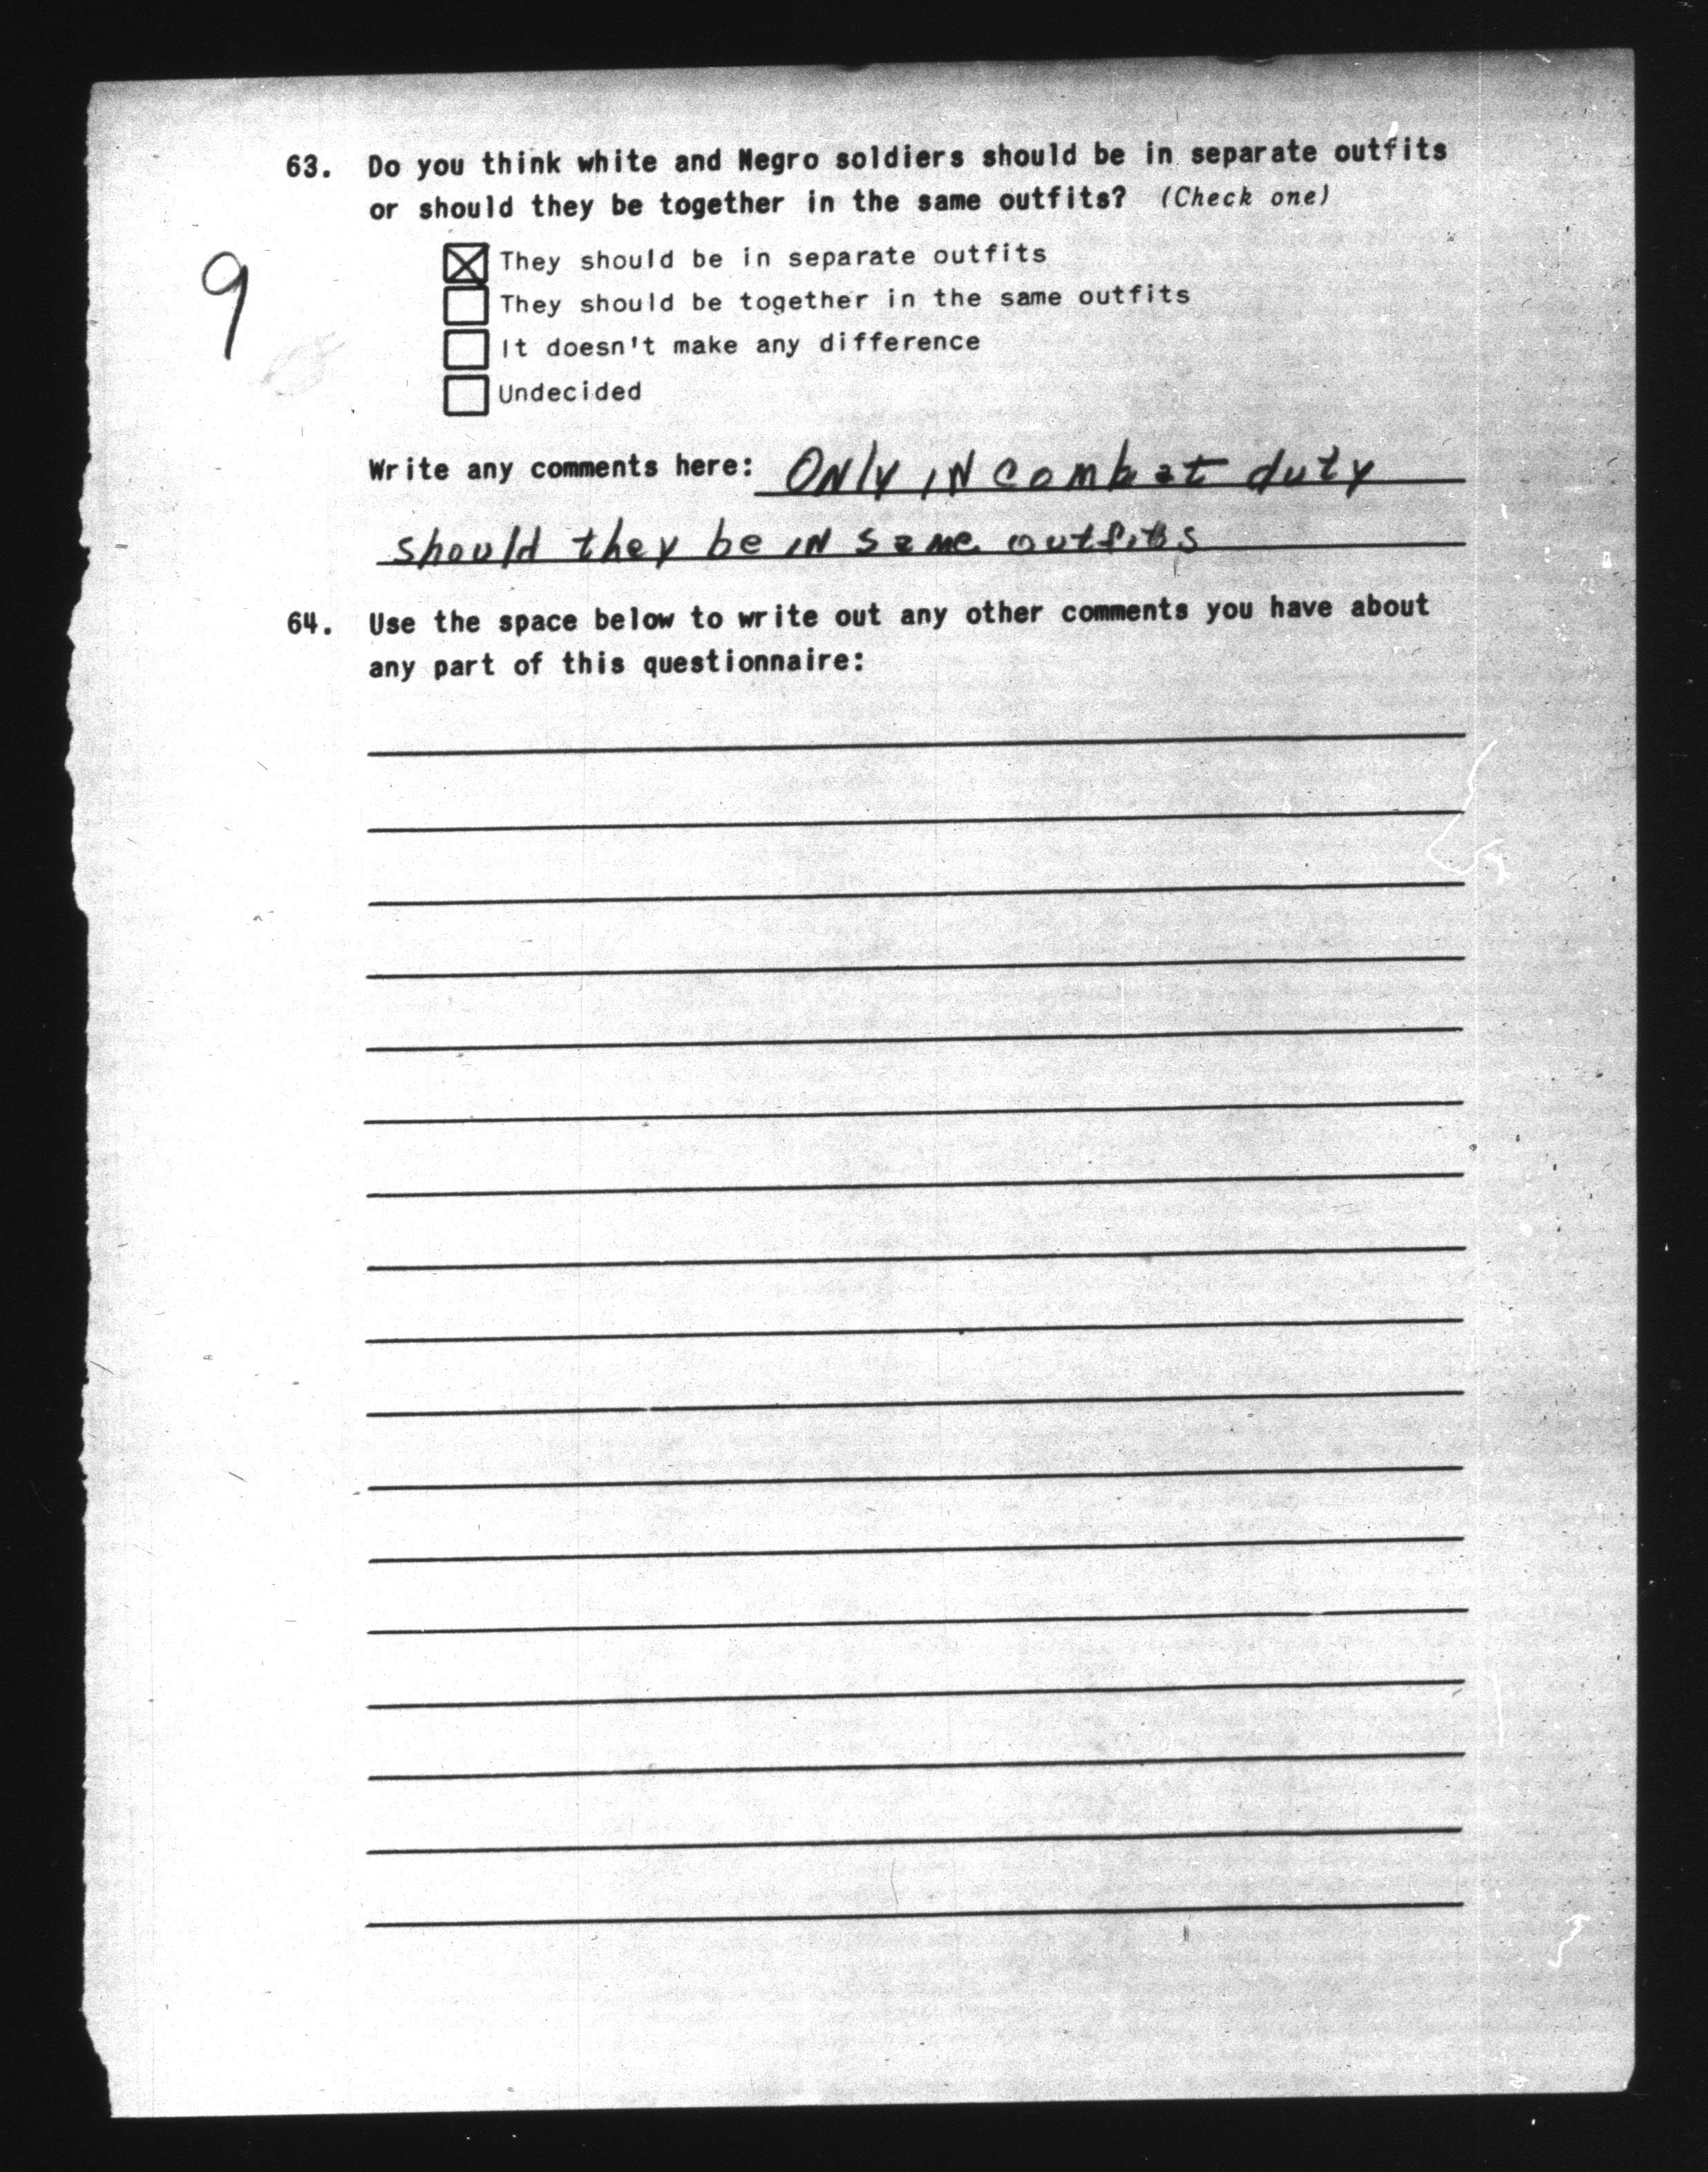 63. Do you think white and Negro soldiers should be in separate outfits
or should they be together in the same outfits? (Check one)
9
They should be in separate outfits
They should be together in the same outfits
It doesn't make any difference
Undecided
Write any comments here: ONly IN combat duty
should they be IN same outfits
64. Use the space below to write out any other comments you have about
any part of this questionnaire: